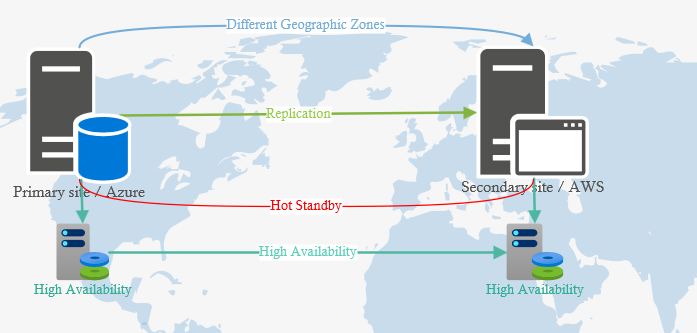 Different Geographic Zones
Replication
Primary site / Azure
Secondary site / AWS
Hot Standby
High Availability
High Availability
High Availability